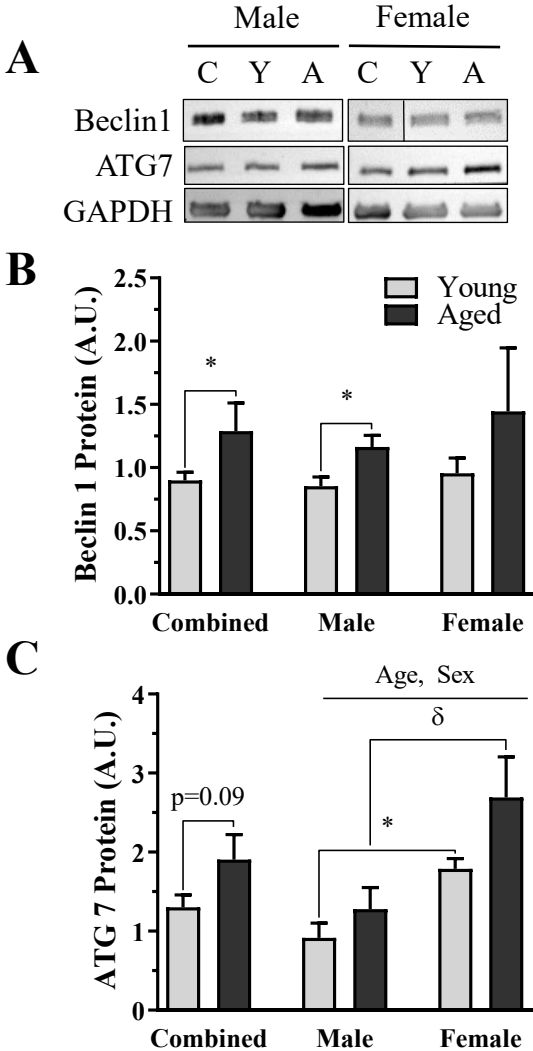 Male Female
A
C Y A C Y A
Beclin1
ATG7
GAPDH
B
Beclin 1 Protein (A.U.)
2.5
2.0
1.5
1.0
0.5
0.0
Young
Aged
*
*
Combined Male Female
C
ATG 7 Protein (A.U.)
4
3
2
1
0
Age, Sex
δ
p=0.09
*
Combined Male Female